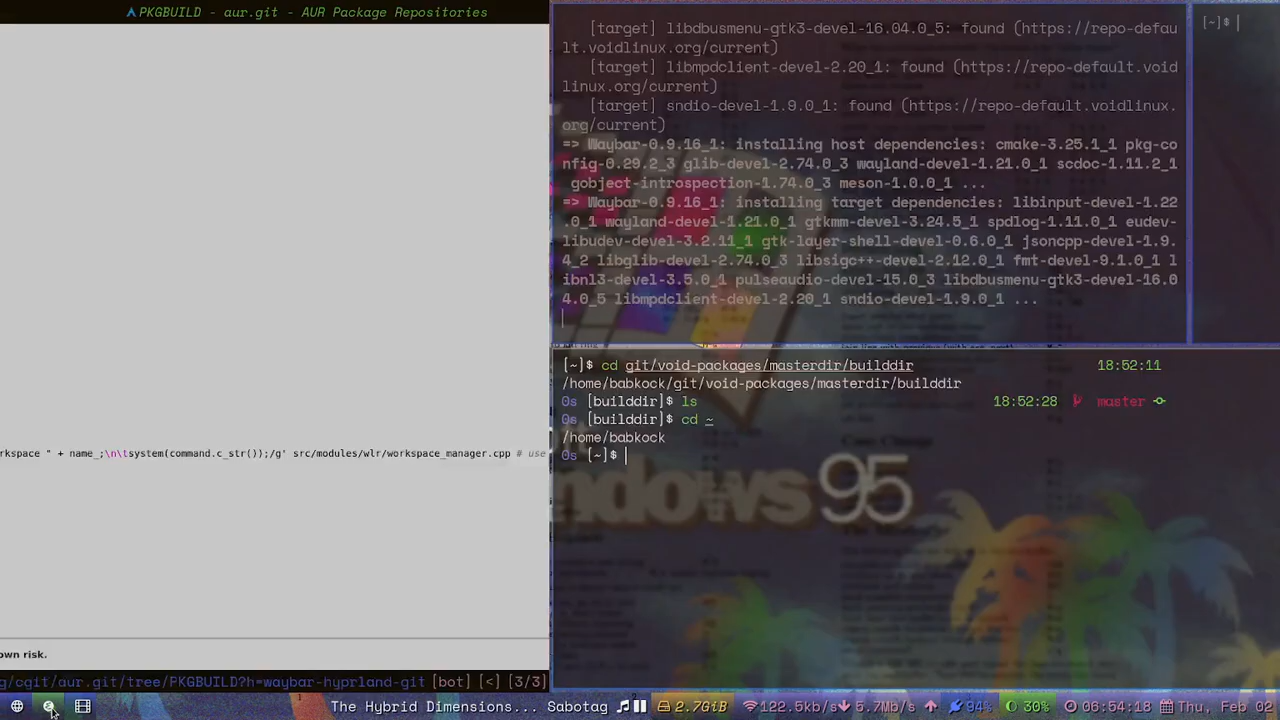 PKGBUILD - aur.git - AUR Package Repositories
rkspace " + name_;\n\tsystem(command.c_str());/g' src/modules/wlr/workspace_manager.cpp # use
own risk.
g/cgit/aur.git/tree/PKGBUILD?h=waybar-hyprland-git [bot] [<] [3/3]
[target] libdbusmenu-gtk3-devel-16.04.0_5: found (https://repo-defau
lt.voidlinux.org/current)
[target] libmpdclient-devel-2.20_1: found (https://repo-default.void
linux.org/current)
[target] sndio-devel-1.9.0_1: found (https://repo-default.voidlinux.
org/current)
=> Waybar-0.9.16_1: installing host dependencies: cmake-3.25.1_1 pkg-co
nfig-0.29.2_3 glib-devel-2.74.0_3 wayland-devel-1.21.0_1 scdoc-1.11.2_1
gobject-introspection-1.74.0_3 meson-1.0.0_1 ...
=> Waybar-0.9.16_1: installing target dependencies: libinput-devel-1.22
.0_1 wayland-devel-1.21.0_1 gtkmm-devel-3.24.5_1 spdlog-1.11.0_1 eudev-
libudev-devel-3.2.11_1 gtk-layer-shell-devel-0.6.0_1 jsoncpp-devel-1.9.
4_2 libglib-devel-2.74.0_3 libsigc++-devel-2.12.0_1 fmt-devel-9.1.0_1 l
ibnl3-devel-3.5.0_1 pulseaudio-devel-15.0_3 libdbusmenu-gtk3-devel-16.0
4.0_5 libmpdclient-devel-2.20_1 sndio-devel-1.9.0_1 ...
[~]$
[~]$ cd git/void-packages/masterdir/builddir 18:52:11
/home/babkock/git/void-packages/masterdir/builddir
0s [builddir]$ ls 18:52:28 master
0s [builddir]$ cd ~
/home/babkock
0s [~]$
ndows 95
1 The Hybrid Dimensions... Sabotag 2 2.7GiB 122.5kb/s 5.7Mb/s 94% 30% 06:54:18 Thu, Feb 02